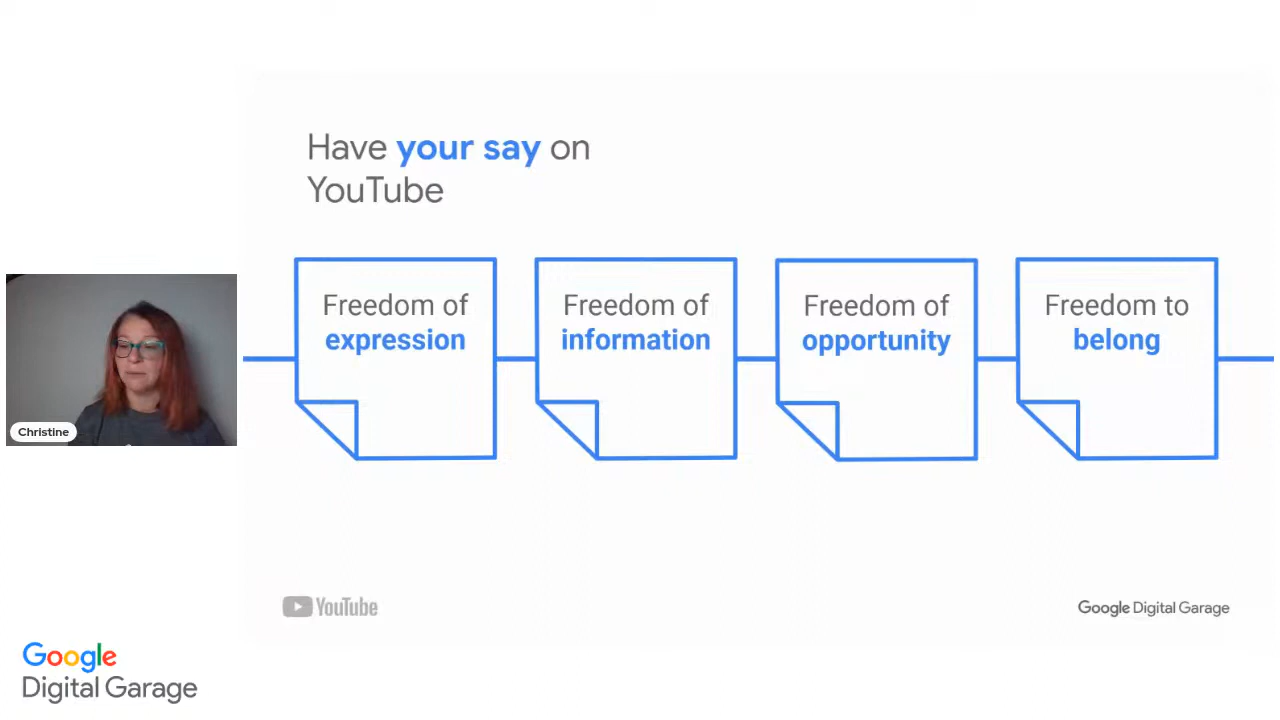 Have your say on
YouTube
Freedom of
expression
Freedom of
information
Freedom of
opportunity
Freedom to
belong
Christine
YouTube
Google Digital Garage
Google
Digital Garage